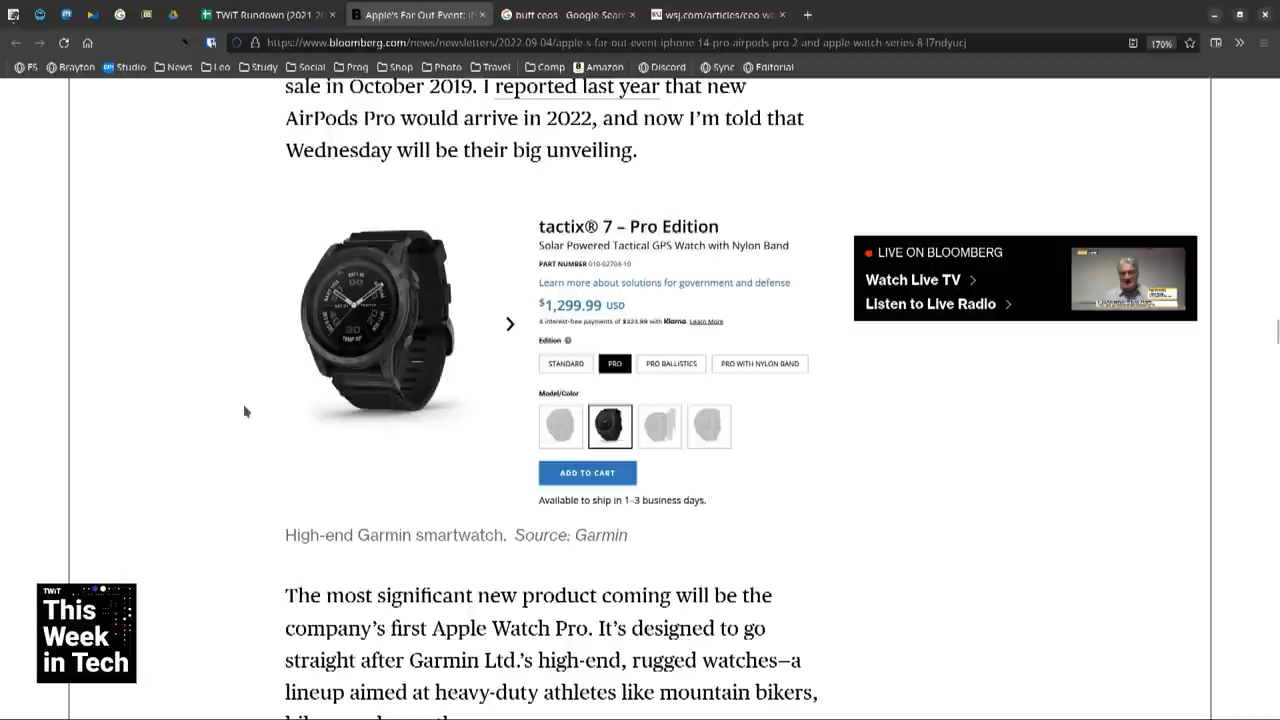 TWiT Rundown (2021 2
Apple's Far Out Event: i
buff ceos - Google Searc
wsj.com/articles/ceo wo
https://www.bloomberg.com/news/newsletters/2022-09-04/apple-s-far-out-event-iphone-14-pro-airpods-pro-2-and-apple-watch-series-8-l7ndyucj
170%
F5 Brayton Studio News Leo Study Social Prog Shop Photo Travel Comp Amazon Discord Sync Editorial
sale in October 2019. I reported last year that new
AirPods Pro would arrive in 2022, and now I'm told that
Wednesday will be their big unveiling.
tactix® 7 – Pro Edition
Solar Powered Tactical GPS Watch with Nylon Band
PART NUMBER 010-02704-10
Learn more about solutions for government and defense
$1,299.99 USD
4 interest-free payments of $324.99 with Klarna. Learn More
Edition
STANDARD PRO PRO BALLISTICS PRO WITH NYLON BAND
Model/Color
ADD TO CART
Available to ship in 1–3 business days.
LIVE ON BLOOMBERG
Watch Live TV
Listen to Live Radio
High-end Garmin smartwatch. Source: Garmin
The most significant new product coming will be the
company's first Apple Watch Pro. It's designed to go
straight after Garmin Ltd.'s high-end, rugged watches—a
lineup aimed at heavy-duty athletes like mountain bikers,
TWiT
This
Week
in Tech